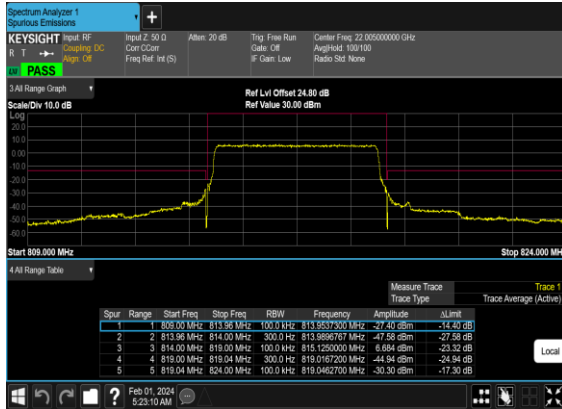 Spectrum Analyzer 1
Spurious Emissions
+
KEYSIGHT Input: RF Input Z: 50 Ω Atten: 20 dB Trig: Free Run Center Freq: 22.005000000 GHz
R T Coupling: DC Corr CCorr Gate: Off Avg|Hold: 100/100
Align: Off Freq Ref: Int (S) IF Gain: Low Radio Std: None
PASS
3 All Range Graph
Ref Lvl Offset 24.80 dB
Scale/Div 10.0 dB Ref Value 30.00 dBm
Log
20.0
10.0
0.00
-10.0
-20.0
-30.0
-40.0
-50.0
-60.0
Start 809.000 MHz Stop 824.000 MHz
4 All Range Table
Measure Trace Trace 1
Trace Type Trace Average (Active)
Spur Range Start Freq Stop Freq RBW Frequency Amplitude ΔLimit
1 1 809.00 MHz 813.96 MHz 100.0 kHz 813.9537300 MHz -27.40 dBm -14.40 dB
2 2 813.96 MHz 814.00 MHz 300.0 Hz 813.9896767 MHz -47.58 dBm -27.58 dB
3 3 814.00 MHz 819.00 MHz 100.0 kHz 815.1250000 MHz 6.684 dBm -23.32 dB
4 4 819.00 MHz 819.04 MHz 300.0 Hz 819.0167200 MHz -44.94 dBm -24.94 dB
5 5 819.04 MHz 824.00 MHz 100.0 kHz 819.0462700 MHz -30.30 dBm -17.30 dB
Local
? Feb 01, 2024
5:23:10 AM